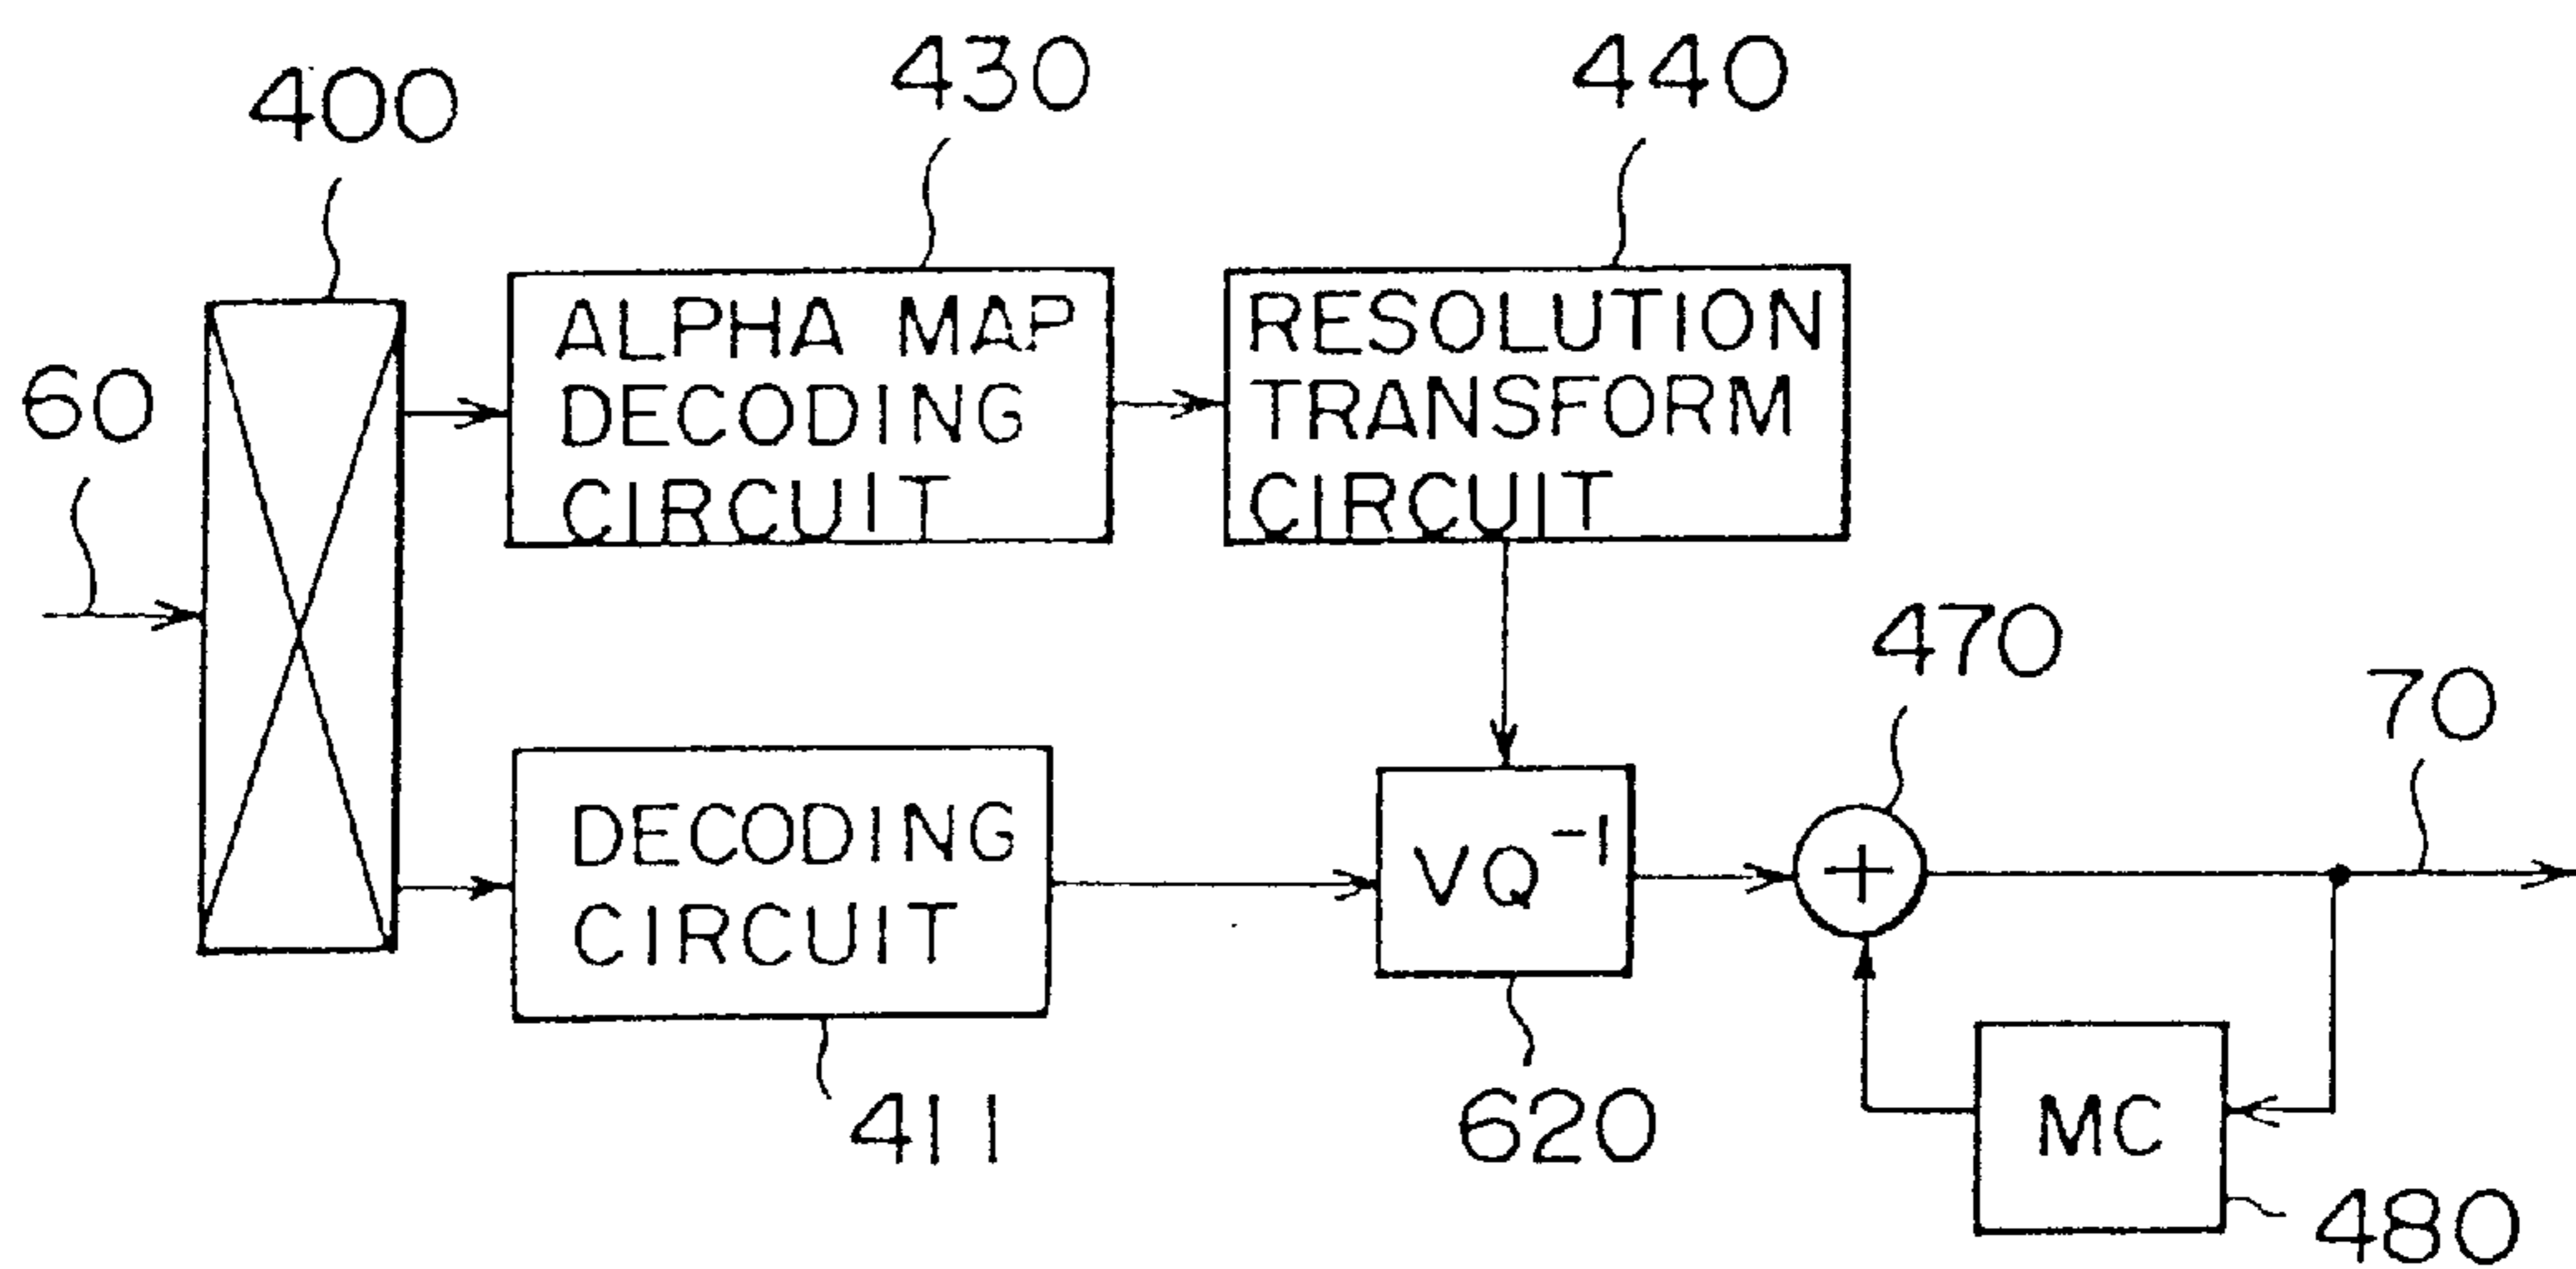 400
430
440
60
ALPHA MAP
DECODING
CIRCUIT
RESOLUTION
TRANSFORM
CIRCUIT
470
70
DECODING
CIRCUIT
VQ⁻¹
+
411
620
MC
480